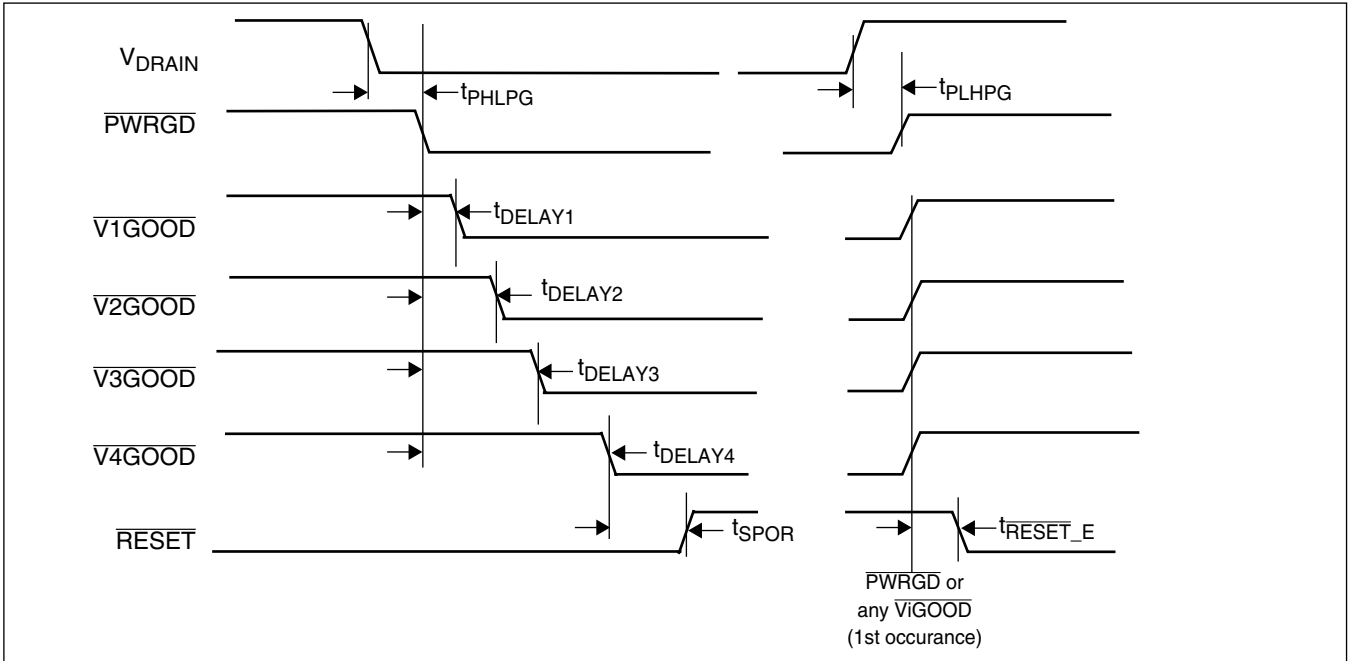 VDRAIN
tPHLPG
tPLHPG
PWRGD
V1GOOD
tDELAY1
V2GOOD
tDELAY2
V3GOOD
tDELAY3
V4GOOD
tDELAY4
RESET
tSPOR
tRESET_E
PWRGD or
any ViGOOD
(1st occurance)